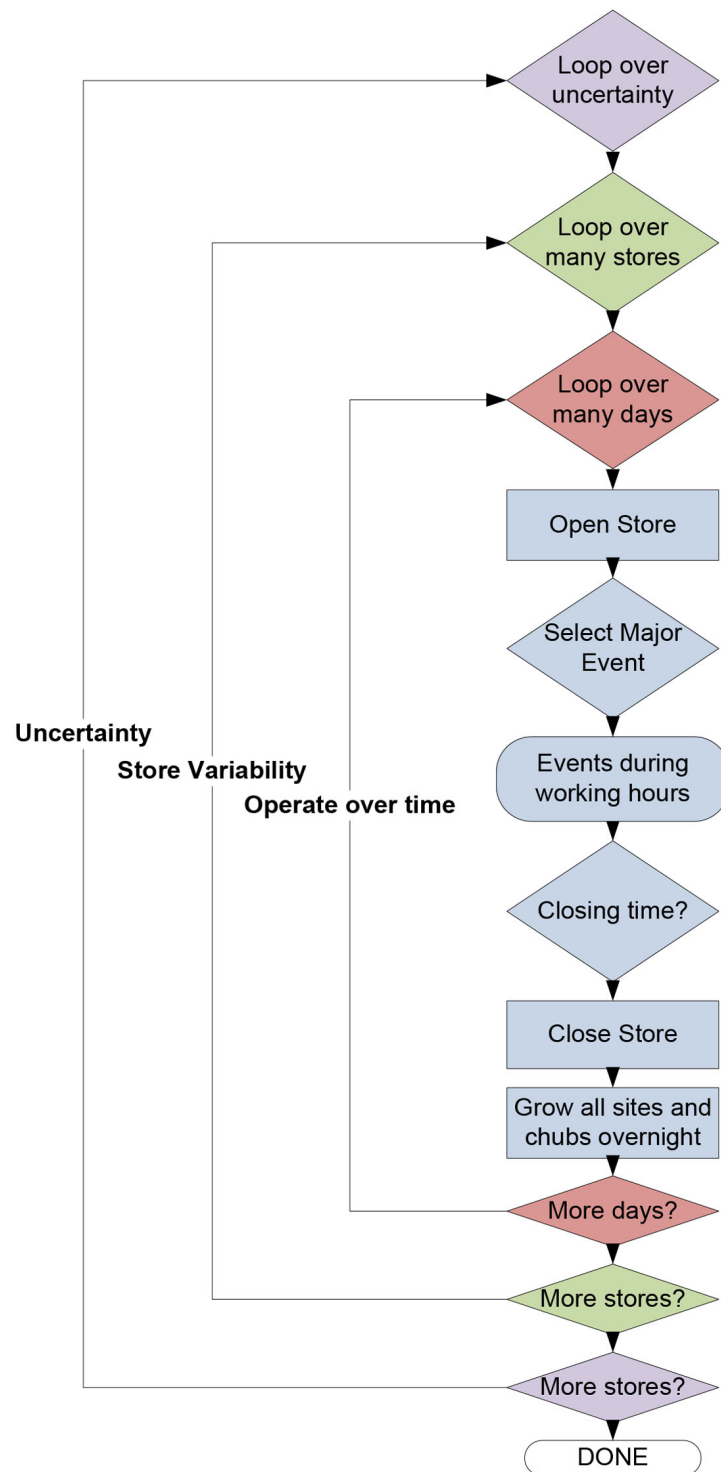 Loop over
uncertainty
Loop over
many stores
Loop over
many days
Open Store
Select Major
Event
Uncertainty
Store Variability
Operate over time
Events during
working hours
Closing time?
Close Store
Grow all sites and
chubs overnight
More days?
More stores?
More stores?
DONE